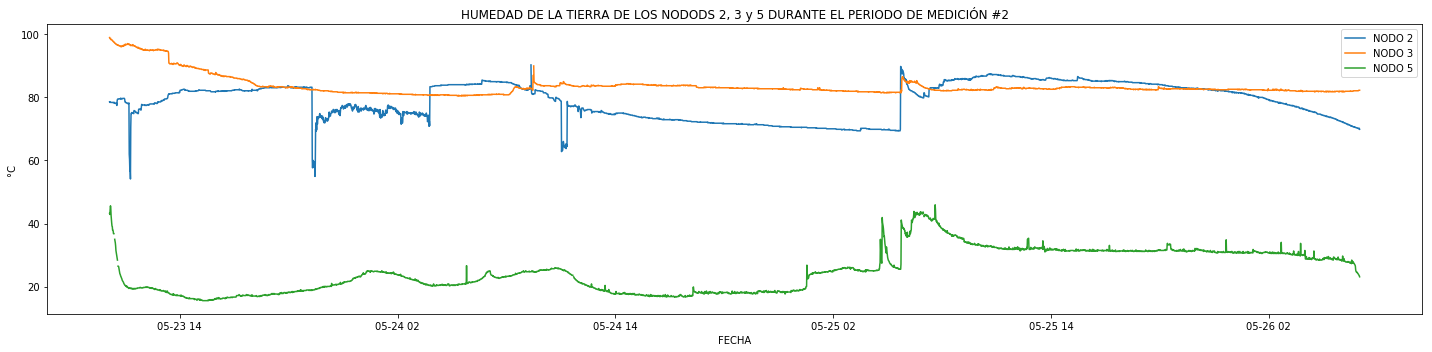 HUMEDAD DE LA TIERRA DE LOS NODODS 2, 3 y 5 DURANTE EL PERIODO DE MEDICIÓN #2
NODO 2
NODO 3
NODO 5
100
80
60
40
20
°C
05-23 14
05-24 02
05-24 14
05-25 02
05-25 14
05-26 02
FECHA